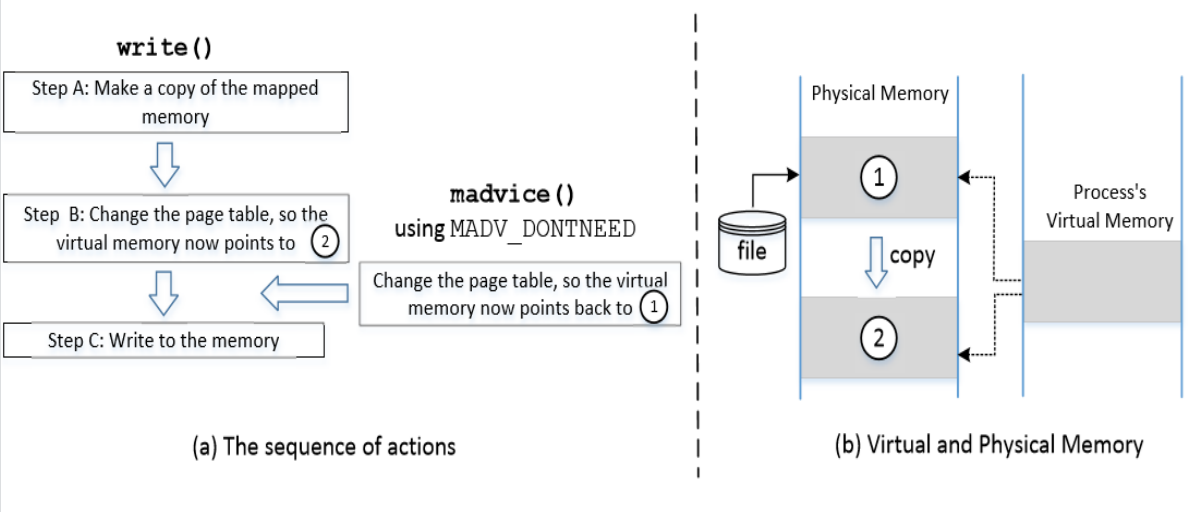 write()
Step A: Make a copy of the mapped
memory
Step B: Change the page table, so the
virtual memory now points to 2
Step C: Write to the memory
madvice()
using MADV_DONTNEED
Change the page table, so the virtual
memory now points back to 1
(a) The sequence of actions
Physical Memory
1
file
copy
2
Process's
Virtual Memory
(b) Virtual and Physical Memory